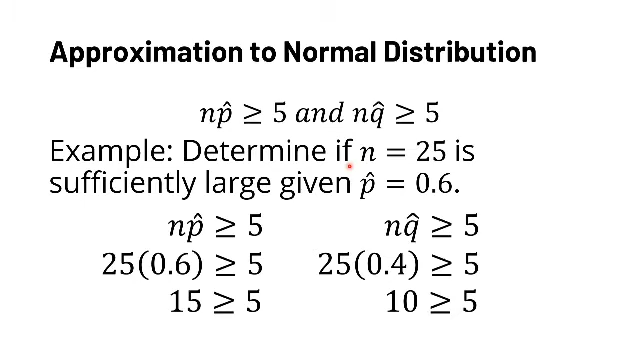 Approximation to Normal Distribution
np̂ ≥ 5 and nq̂ ≥ 5
Example: Determine if n = 25 is
sufficiently large given p̂ = 0.6.
np̂ ≥ 5 nq̂ ≥ 5
25(0.6) ≥ 5 25(0.4) ≥ 5
15 ≥ 5 10 ≥ 5